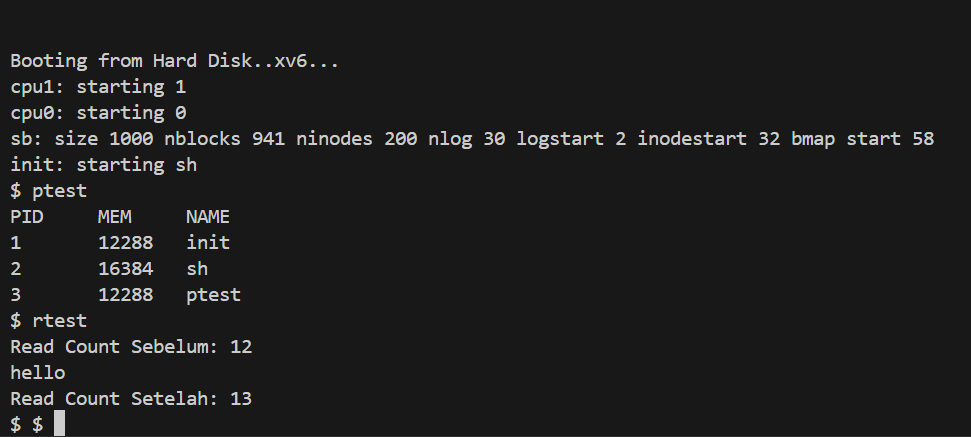 Booting from Hard Disk..xv6...
cpu1: starting 1
cpu0: starting 0
sb: size 1000 nblocks 941 ninodes 200 nlog 30 logstart 2 inodestart 32 bmap start 58
init: starting sh
$ ptest
PID     MEM     NAME
1       12288   init
2       16384   sh
3       12288   ptest
$ rtest
Read Count Sebelum: 12
hello
Read Count Setelah: 13
$ $